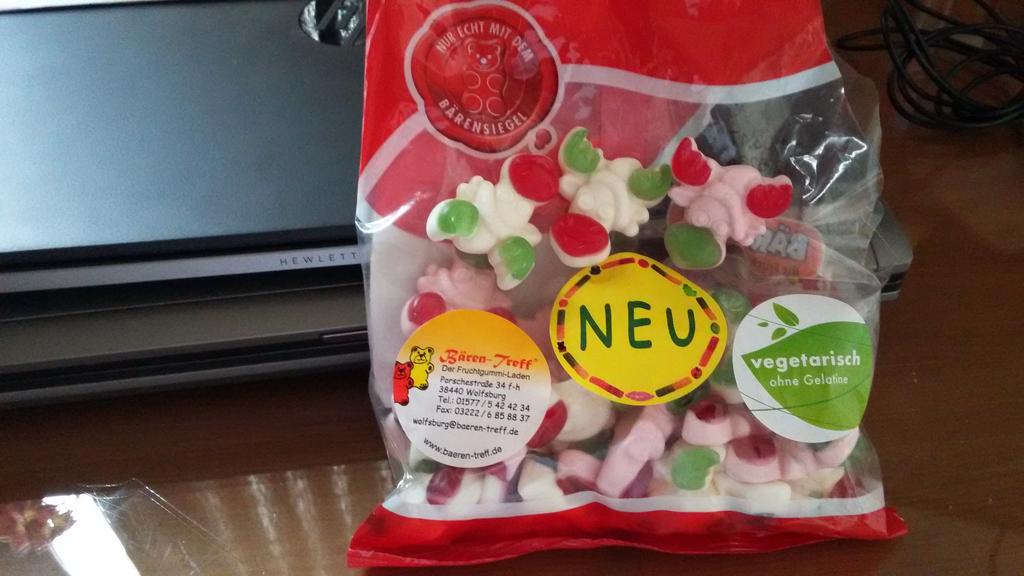 NUR ECHT MIT DEM
BÄRENSIEGEL
HEWLETT
BÄR
NEU
Bären-Treff®
Der Fruchtgummi-Laden
Porschestraße 34 f-h
38440 Wolfsburg
Tel.: 01577 / 5 42 42 34
Fax: 03222 / 6 85 88 37
wolfsburg@baeren-treff.de
www.baeren-treff.de
vegetarisch
ohne Gelatine